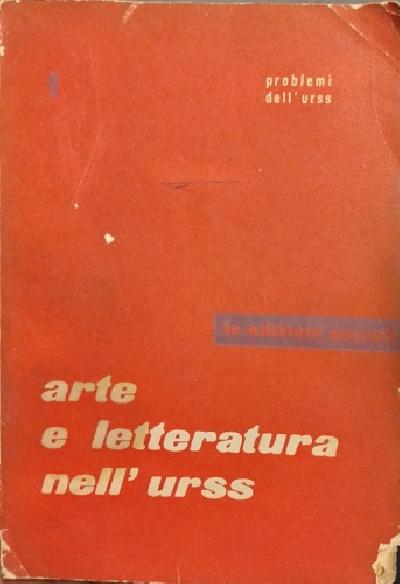 problemi
dell'urss
arte
e letteratura
nell'urss